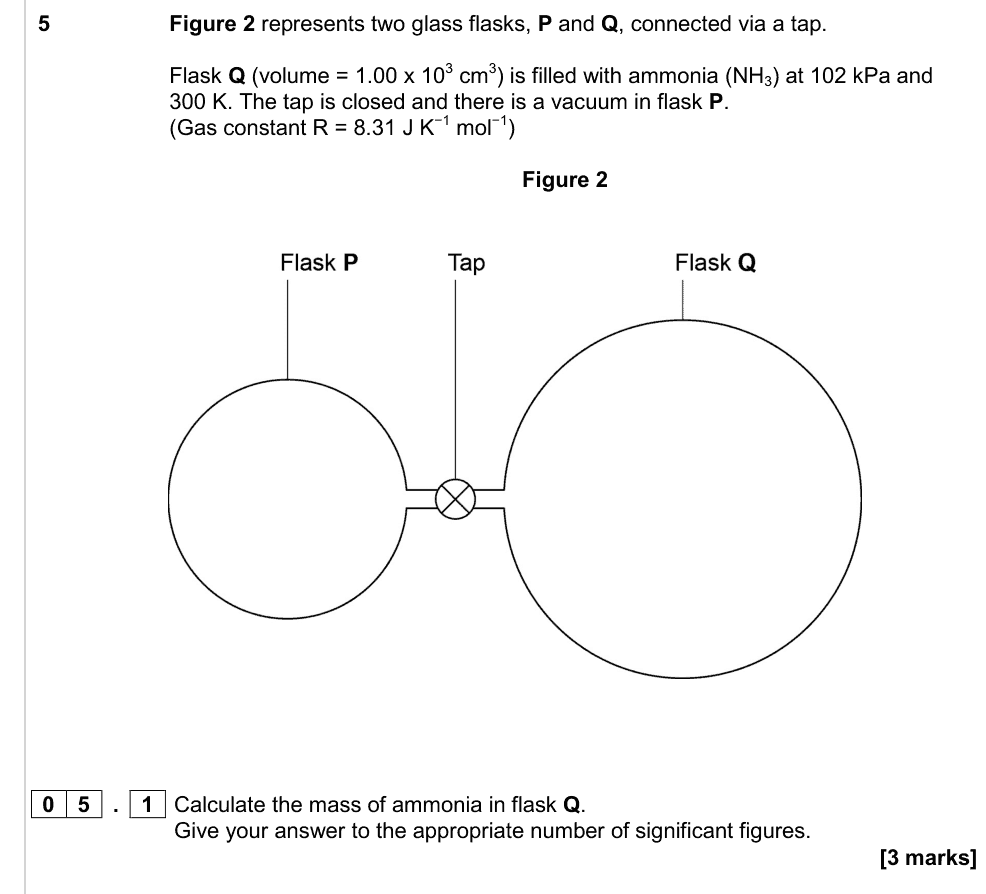 5 Figure 2 represents two glass flasks, P and Q, connected via a tap.
Flask Q (volume = 1.00 x 10³ cm³) is filled with ammonia (NH₃) at 102 kPa and
300 K. The tap is closed and there is a vacuum in flask P.
(Gas constant R = 8.31 J K⁻¹ mol⁻¹)
Figure 2
Flask P Tap Flask Q
0 5 . 1 Calculate the mass of ammonia in flask Q.
Give your answer to the appropriate number of significant figures.
[3 marks]